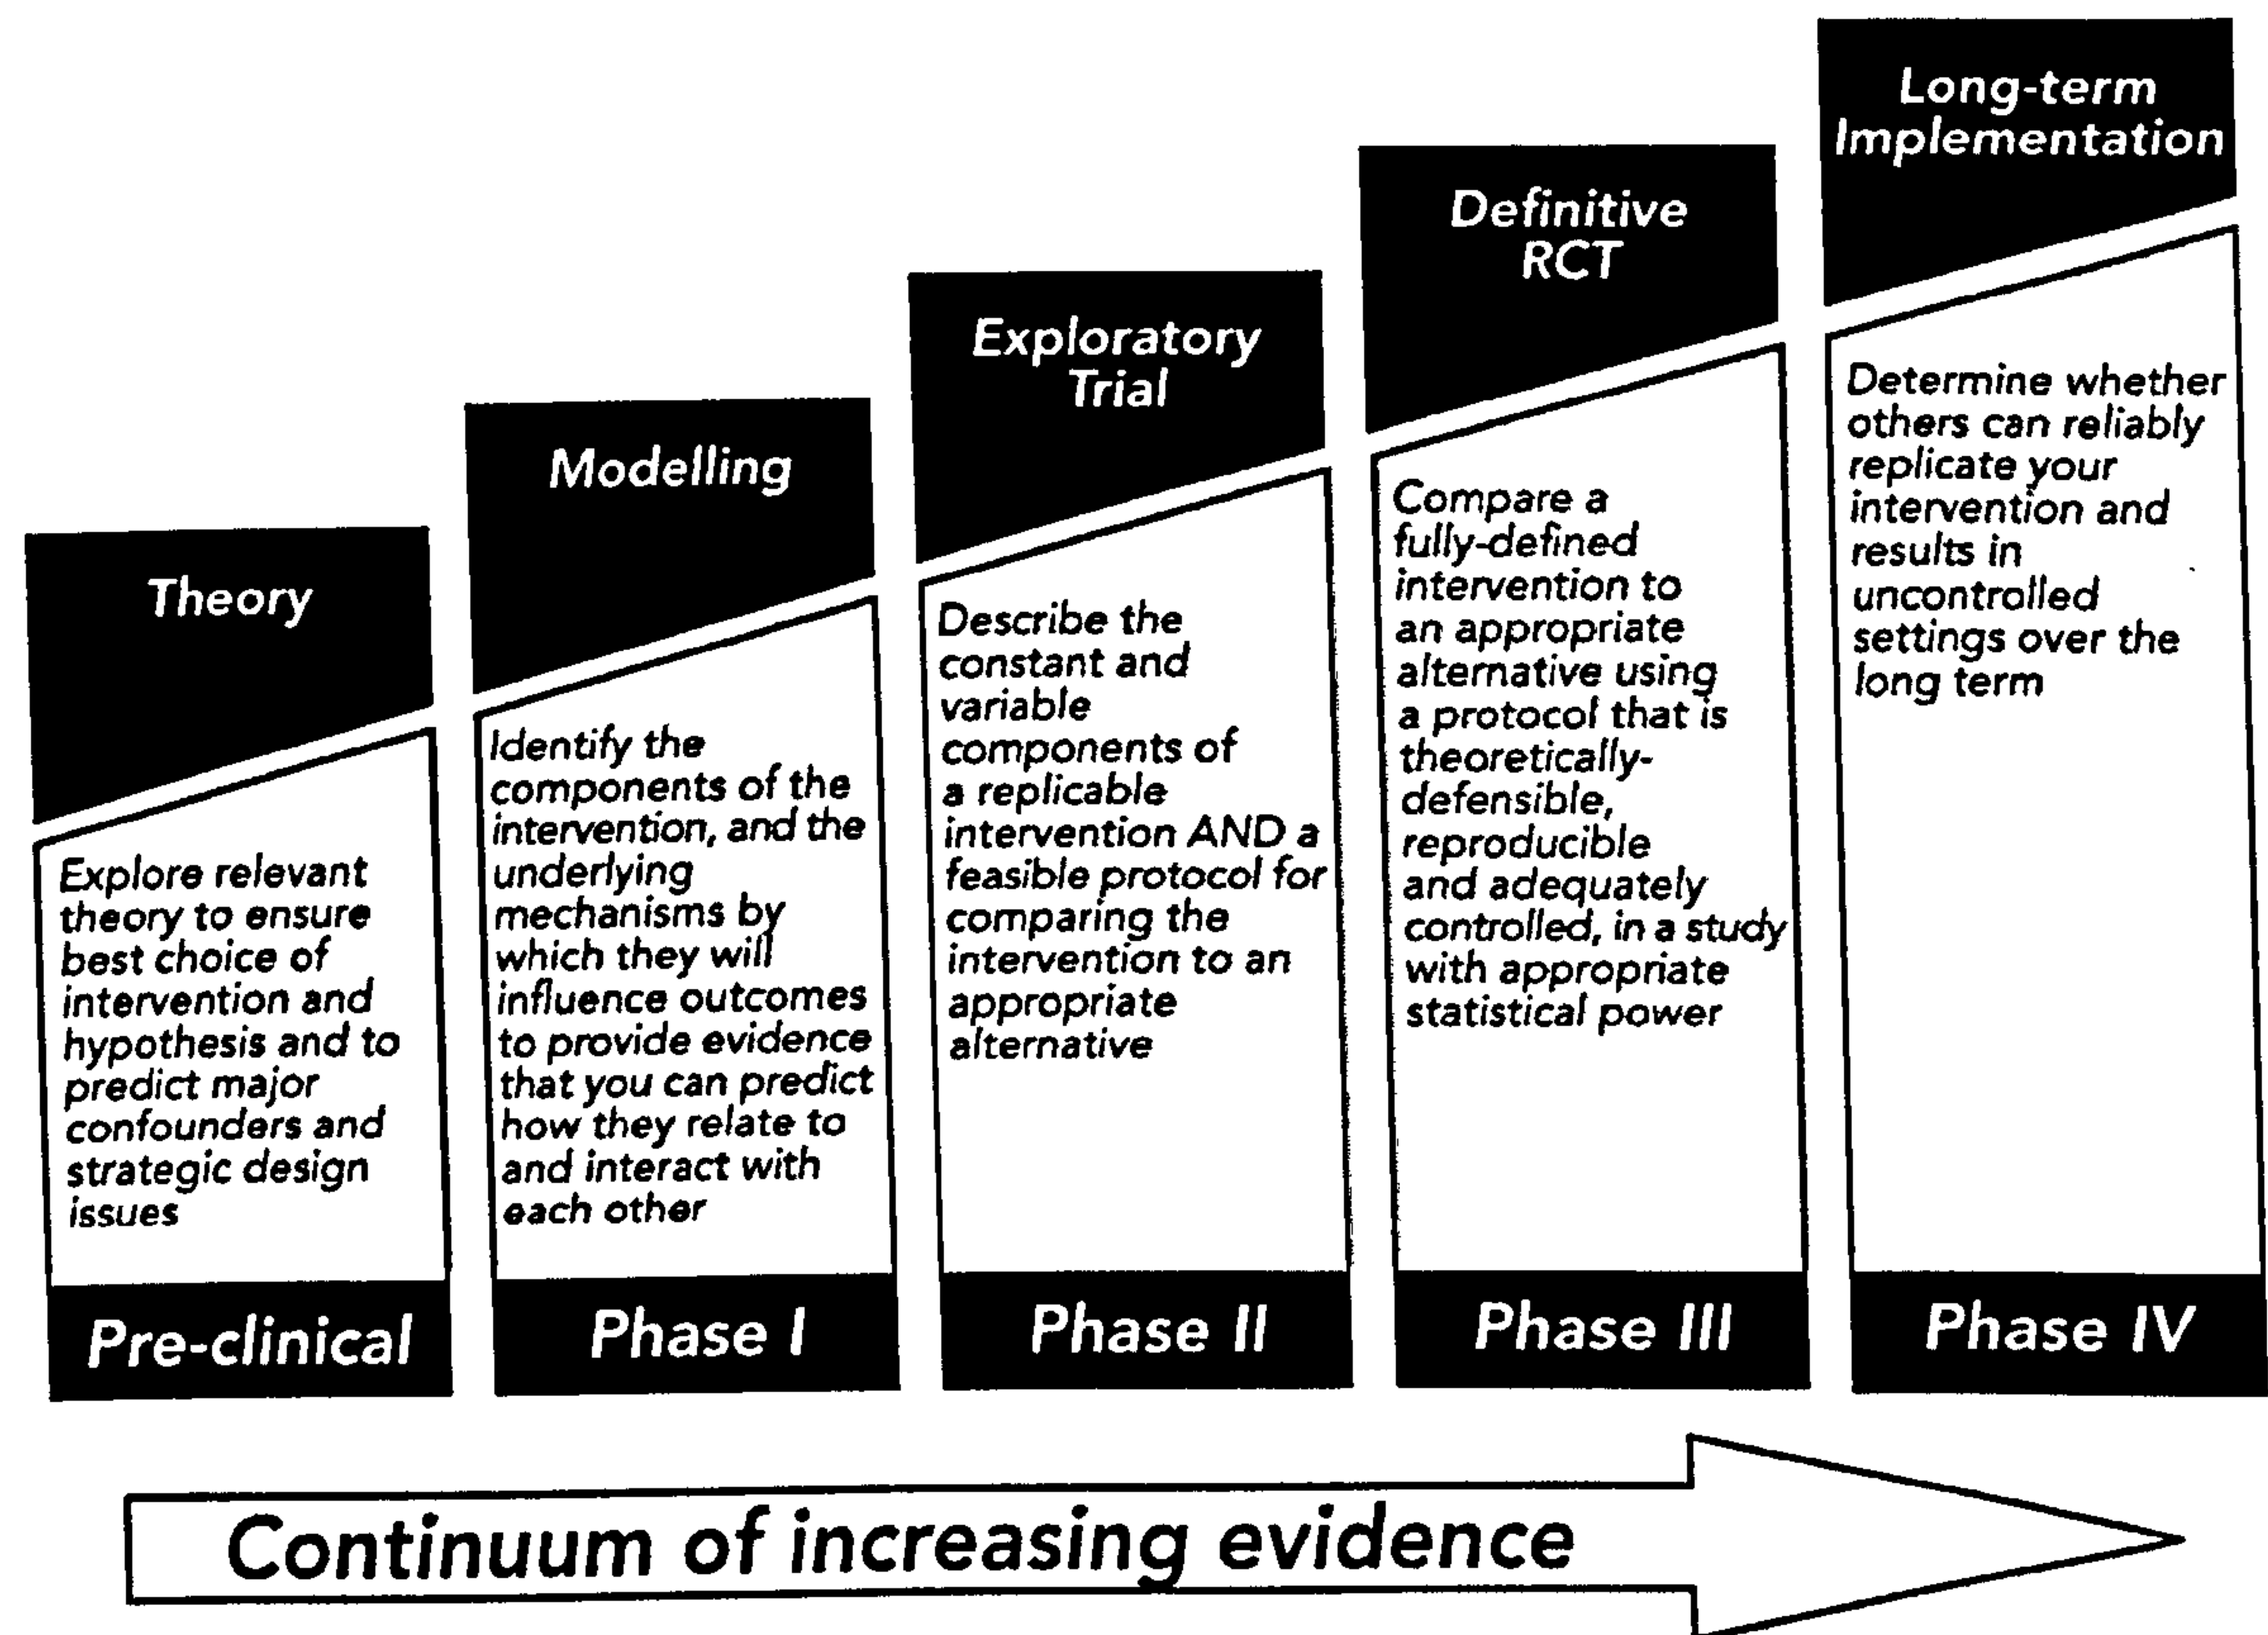 Theory
Explore relevant
theory to ensure
best choice of
intervention and
hypothesis and to
predict major
confounders and
strategic design
issues
Pre-clinical
Modelling
Identify the
components of the
intervention, and the
underlying
mechanisms by
which they will
influence outcomes
to provide evidence
that you can predict
how they relate to
and interact with
each other
Phase I
Exploratory
Trial
Describe the
constant and
variable
components of
a replicable
intervention AND a
feasible protocol for
comparing the
intervention to an
appropriate
alternative
Phase II
Definitive
RCT
Compare a
fully-defined
intervention to
an appropriate
alternative using
a protocol that is
theoretically-
defensible,
reproducible
and adequately
controlled, in a study
with appropriate
statistical power
Phase III
Long-term
Implementation
Determine whether
others can reliably
replicate your
intervention and
results in
uncontrolled
settings over the
long term
Phase IV
Continuum of increasing evidence